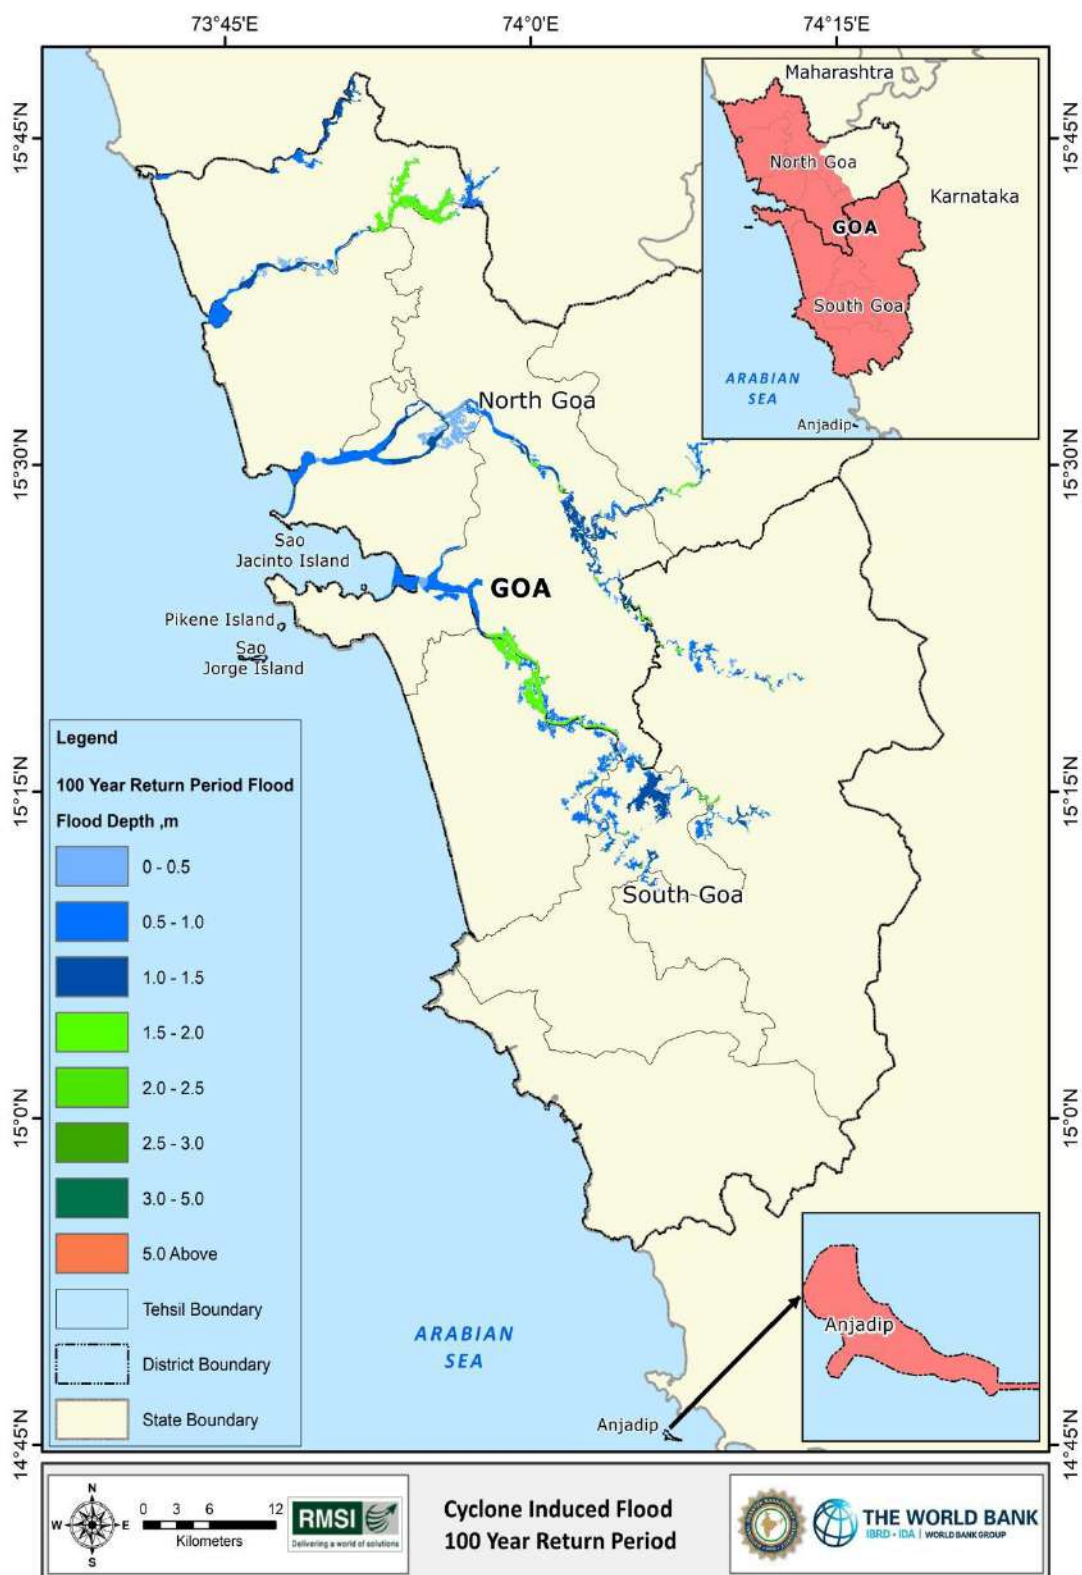 73°45'E
74°0'E
74°15'E
15°45'N
15°45'N
Maharashtra
North Goa
Karnataka
GOA
South Goa
ARABIAN
SEA
Anjadip
North Goa
15°30'N
15°30'N
Sao
Jacinto Island
GOA
Pikene Island
Sao
Jorge Island
Legend
100 Year Return Period Flood
Flood Depth ,m
0 - 0.5
0.5 - 1.0
1.0 - 1.5
1.5 - 2.0
2.0 - 2.5
2.5 - 3.0
3.0 - 5.0
5.0 Above
Tehsil Boundary
District Boundary
State Boundary
15°15'N
15°15'N
South Goa
15°0'N
15°0'N
ARABIAN
SEA
Anjadip
Anjadip
14°45'N
14°45'N
N
W
E
S
0 3 6 12
Kilometers
RMSI
Delivering a world of solutions
Cyclone Induced Flood
100 Year Return Period
THE WORLD BANK
IBRD • IDA | WORLD BANK GROUP